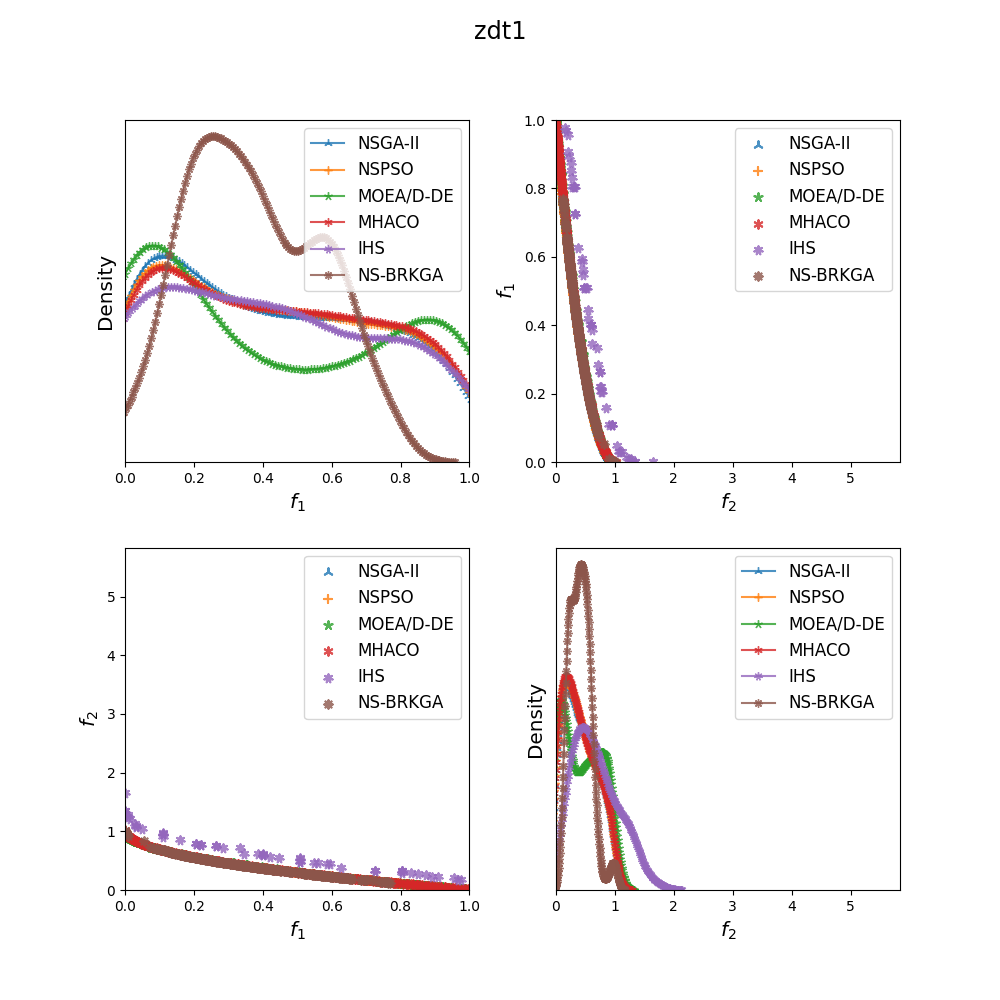 zdt1
Density
NSGA-II
NSPSO
MOEA/D-DE
MHACO
IHS
NS-BRKGA
0.0 0.2 0.4 0.6 0.8 1.0
f1
f1
1.0
0.8
0.6
0.4
0.2
0.0
NSGA-II
NSPSO
MOEA/D-DE
MHACO
IHS
NS-BRKGA
0 1 2 3 4 5
f2
f2
5
4
3
2
1
0
NSGA-II
NSPSO
MOEA/D-DE
MHACO
IHS
NS-BRKGA
0.0 0.2 0.4 0.6 0.8 1.0
f1
Density
NSGA-II
NSPSO
MOEA/D-DE
MHACO
IHS
NS-BRKGA
0 1 2 3 4 5
f2